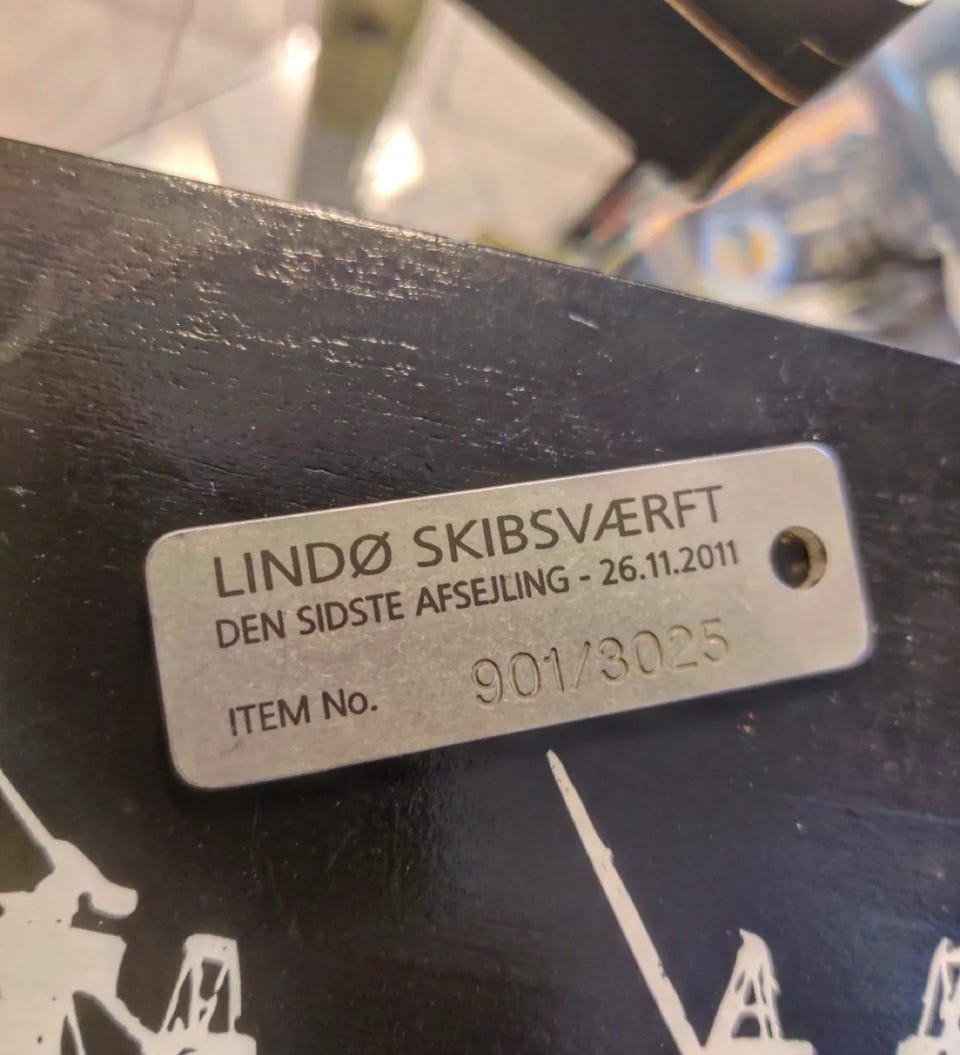 LINDØ SKIBSVÆRFT
DEN SIDSTE AFSEJLING - 26.11.2011
ITEM No. 901/3025